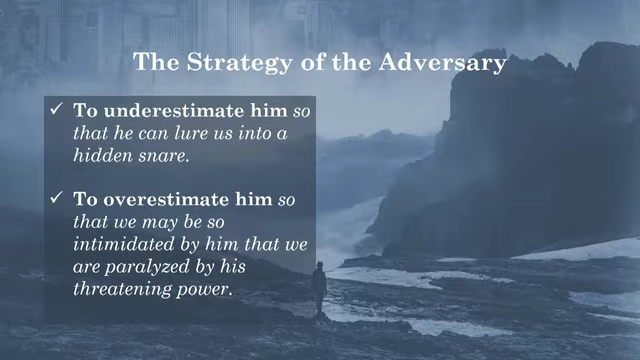 The Strategy of the Adversary
✓ To underestimate him so
that he can lure us into a
hidden snare.
✓ To overestimate him so
that we may be so
intimidated by him that we
are paralyzed by his
threatening power.